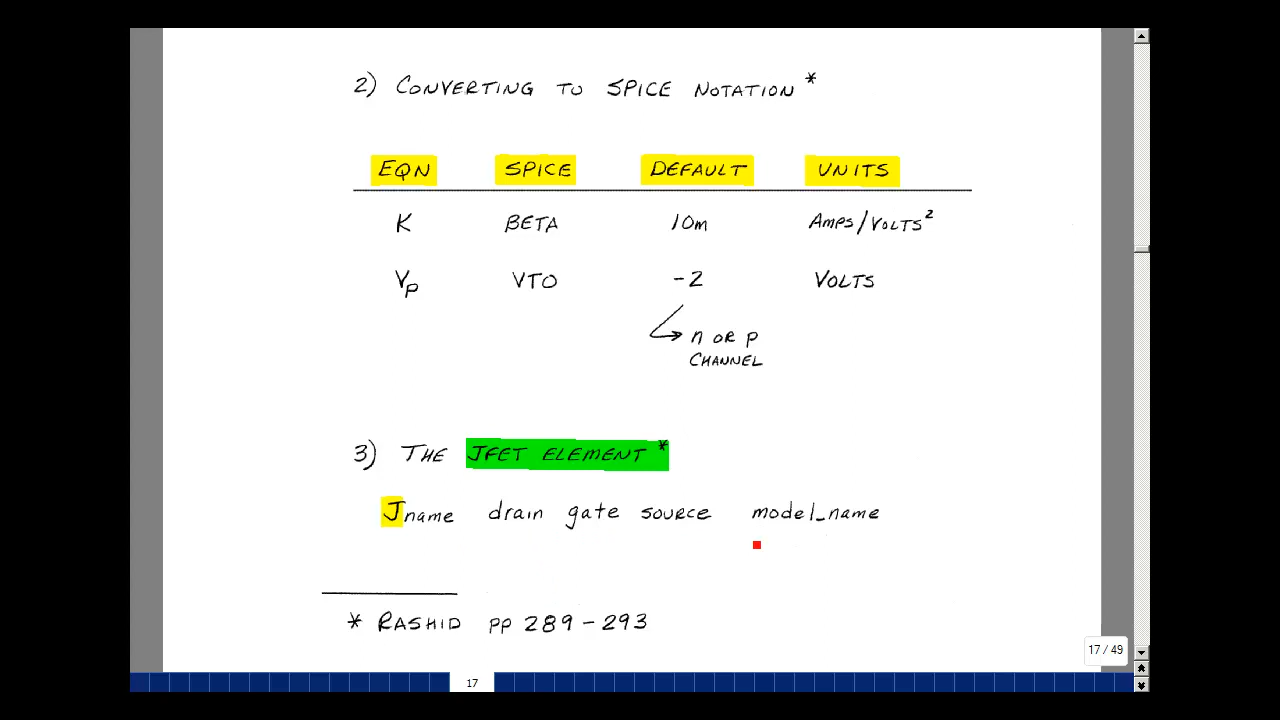 2) CONVERTING TO SPICE NOTATION *
EQN SPICE DEFAULT UNITS
K BETA 10m AMPS/VOLTS²
Vp VTO -2 VOLTS
n OR p
CHANNEL
3) THE JFET ELEMENT *
Jname drain gate source model_name
* RASHID pp 289-293
17 / 49
17